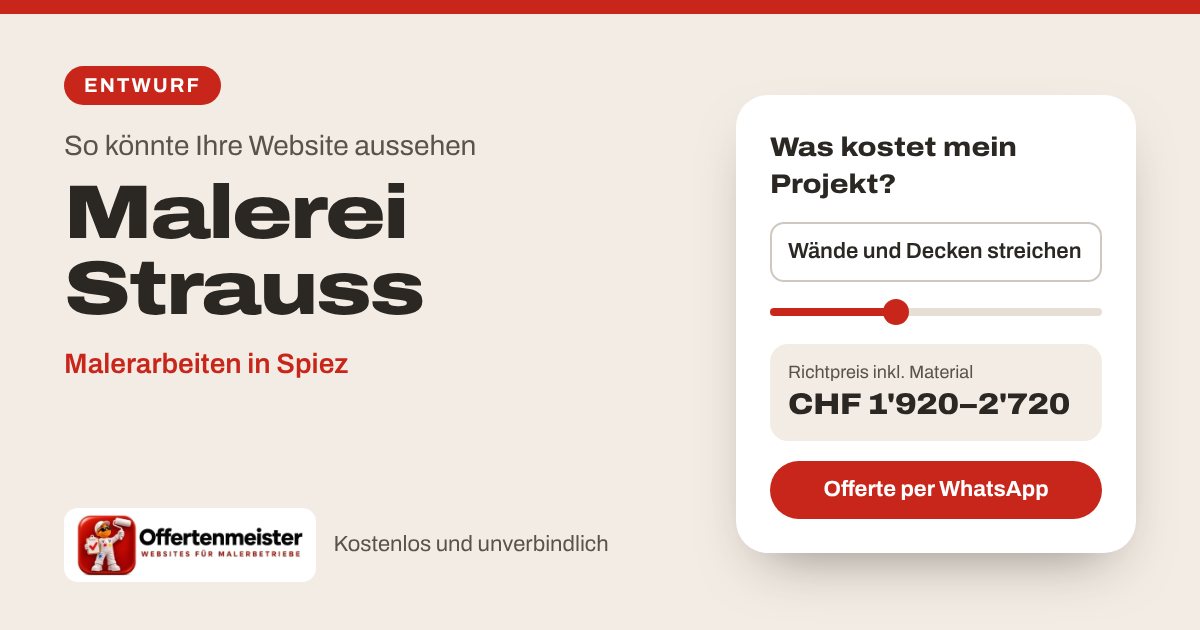 ENTWURF
So könnte Ihre Website aussehen
Malerei
Strauss
Malerarbeiten in Spiez
Offertenmeister
WEBSITES FÜR MALERBETRIEBE
Kostenlos und unverbindlich
Was kostet mein
Projekt?
Wände und Decken streichen
Richtpreis inkl. Material
CHF 1'920–2'720
Offerte per WhatsApp